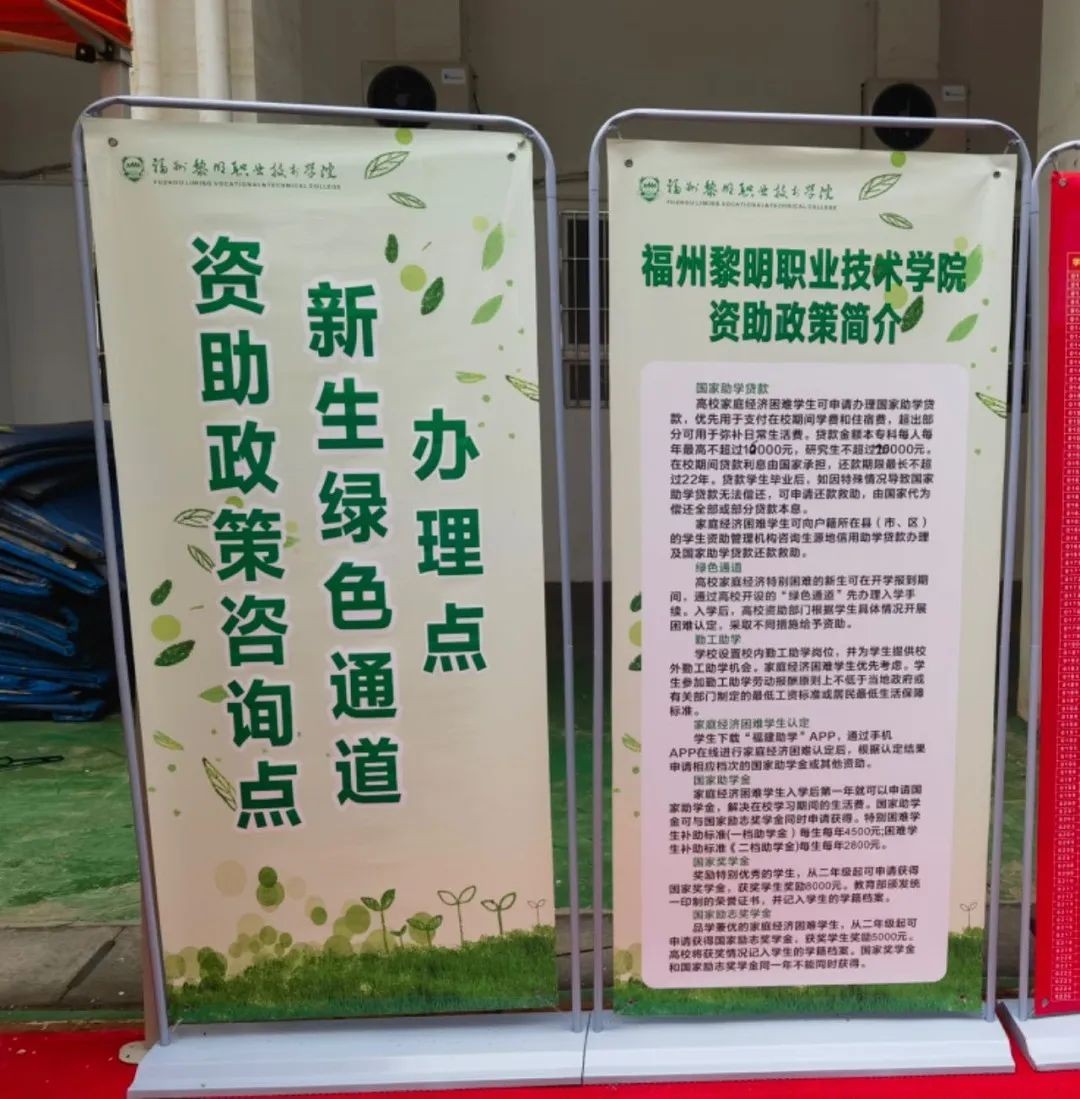 福州黎明职业技术学院
FUZHOU LIMING VOCATIONAL & TECHNICAL COLLEGE
资助政策咨询点
新生绿色通道
办理点
福州黎明职业技术学院
FUZHOU LIMING VOCATIONAL & TECHNICAL COLLEGE
福州黎明职业技术学院
资助政策简介
国家助学贷款
高校家庭经济困难学生可申请办理国家助学贷
款，优先用于支付在校期间学费和住宿费，超出部
分可用于弥补日常生活费。贷款金额本专科每人每
年最高不超过10000元，研究生不超过20000元。
在校期间贷款利息由国家承担，还款期限最长不超
过22年。贷款学生毕业后，如因特殊情况导致国家
助学贷款无法偿还，可申请还款救助，由国家代为
偿还全部或部分贷款本息。
家庭经济困难学生可向户籍所在县（市、区）
的学生资助管理机构咨询生源地信用助学贷款办理
及国家助学贷款还款救助。
绿色通道
高校家庭经济特别困难的新生可在开学报到期
间，通过高校开设的“绿色通道”先办理入学手
续。入学后，高校资助部门根据学生具体情况开展
困难认定，采取不同措施给予资助。
勤工助学
学校设置校内勤工助学岗位，并为学生提供校
外勤工助学机会。家庭经济困难学生优先考虑。学
生参加勤工助学劳动报酬原则上不低于当地政府或
有关部门制定的最低工资标准或居民最低生活保障
标准。
家庭经济困难学生认定
学生下载“福建助学”APP，通过手机
APP在线进行家庭经济困难认定后，根据认定结果
申请相应档次的国家助学金或其他资助。
国家助学金
家庭经济困难学生入学后第一年就可以申请国
家助学金，解决在校学习期间的生活费。国家助学
金可与国家励志奖学金同时申请获得。特别困难学
生补助标准(一档助学金）每生每年4500元;困难学
生补助标准《二档助学金)每生每年2800元。
国家奖学金
奖励特别优秀的学生，从二年级起可申请获得
国家奖学金，获奖学生奖励8000元。教育部颁发统
一印制的荣誉证书，并记入学生的学籍档案。
国家励志奖学金
品学兼优的家庭经济困难学生，从二年级起可
申请获得国家励志奖学金，获奖学生奖励5000元。
高校将获奖情况记入学生的学籍档案。国家奖学金
和国家励志奖学金同一年不能同时获得。